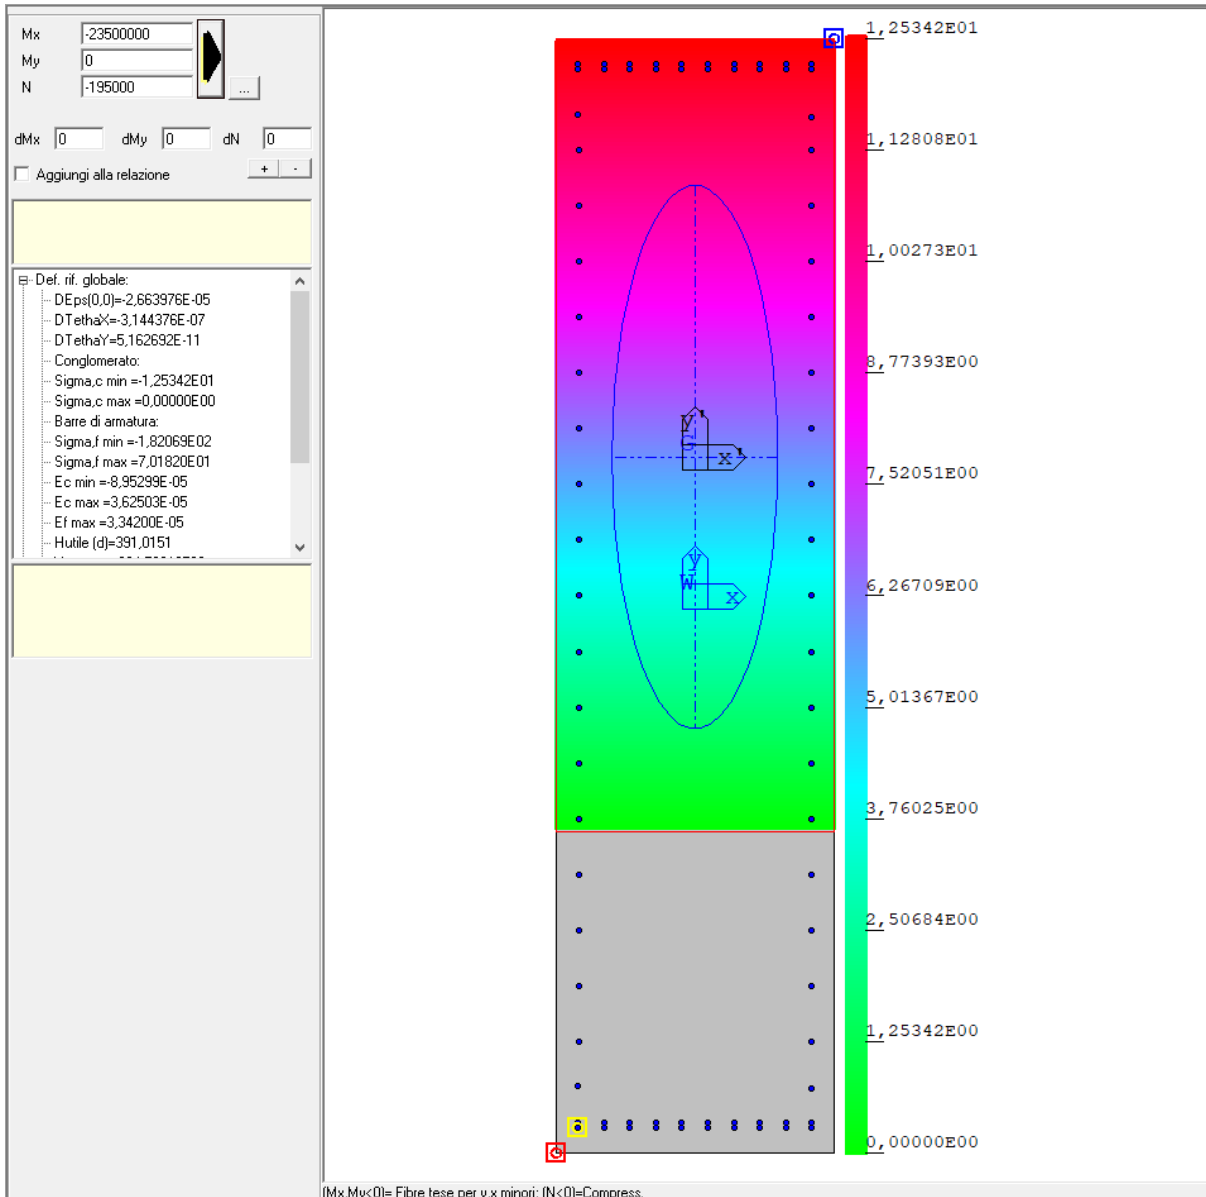 Mx -23500000
My 0
N -195000
...
dMx 0 dMy 0 dN 0
Aggiungi alla relazione + -
Def. rif. globale:
DEps(0,0)=-2,663976E-05
DTethaX=-3,144376E-07
DTethaY=5,162692E-11
Conglomerato:
Sigma,c min =-1,25342E01
Sigma,c max =0,00000E00
Barre di armatura:
Sigma,f min =-1,82069E02
Sigma,f max =7,01820E01
Ec min =-8,95299E-05
Ec max =3,62503E-05
Ef max =3,34200E-05
Hutile (d)=391,0151
y
G
x
y
W
x
1,25342E01
1,12808E01
1,00273E01
8,77393E00
7,52051E00
6,26709E00
5,01367E00
3,76025E00
2,50684E00
1,25342E00
0,00000E00
(Mx,My<0)= Fibre tese per y,x minori; (N<0)=Compress.